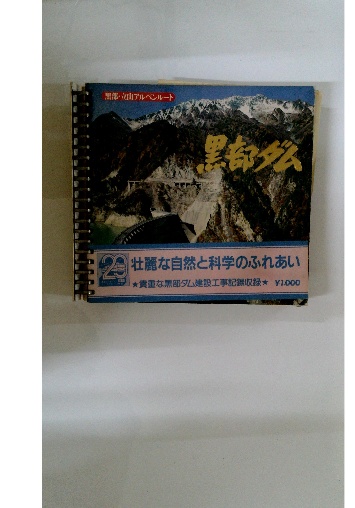 黒部・立山アルペンルート
黒部ダム
壮麗な自然と科学のふれあい
★貴重な黒部ダム建設工事記録収録★ ¥1,000